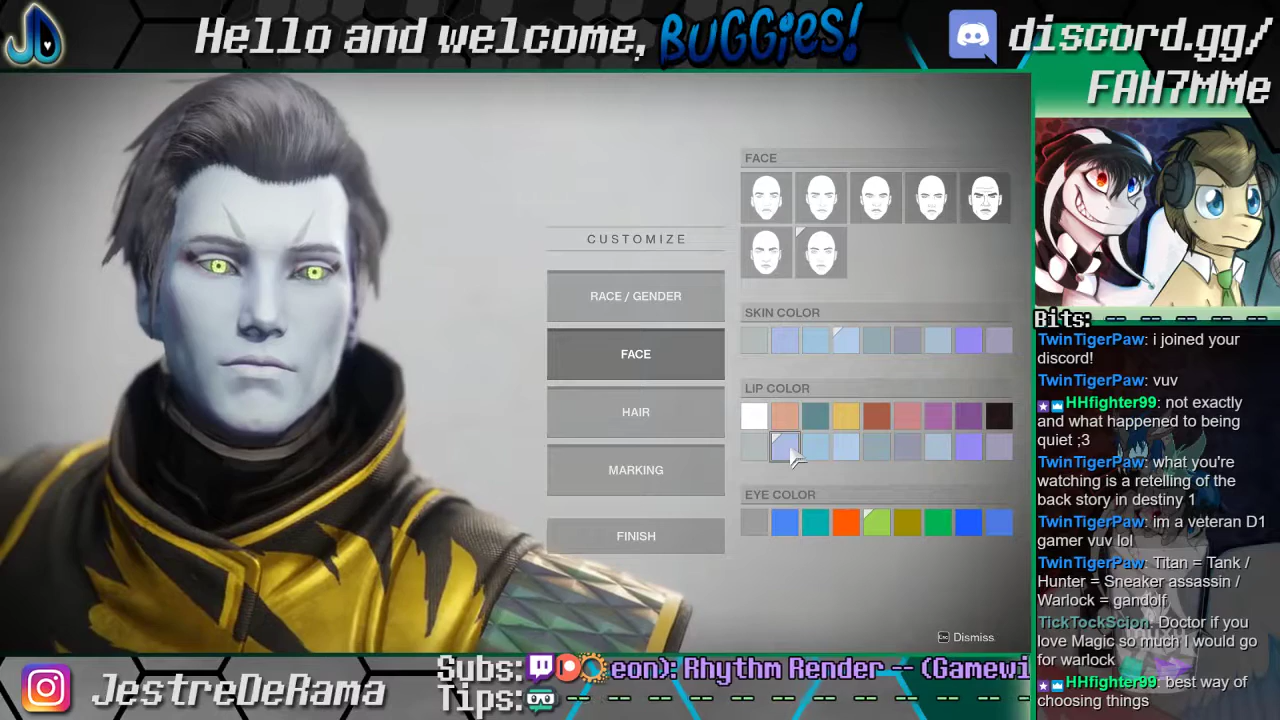 Hello and welcome, BUGGiES!
discord.gg/
FAH7MMe
FACE
CUSTOMIZE
RACE / GENDER
FACE
HAIR
MARKING
FINISH
SKIN COLOR
LIP COLOR
EYE COLOR
Esc Dismiss
Bits: -- -- -- -- --
TwinTigerPaw: i joined your
discord!
TwinTigerPaw: vuv
HHfighter99: not exactly
and what happened to being
quiet ;3
TwinTigerPaw: what you're
watching is a retelling of the
back story in destiny 1
TwinTigerPaw: im a veteran D1
gamer vuv lol
TwinTigerPaw: Titan = Tank /
Hunter = Sneaker assassin /
Warlock = gandolf
TickTockScion: Doctor if you
love Magic so much I would go
for warlock
HHfighter99: best way of
choosing things
JestreDeRama
Subs: eon): Rhythm Render -- (Gamewi
Tips: -- -- -- -- -- -- -- -- --